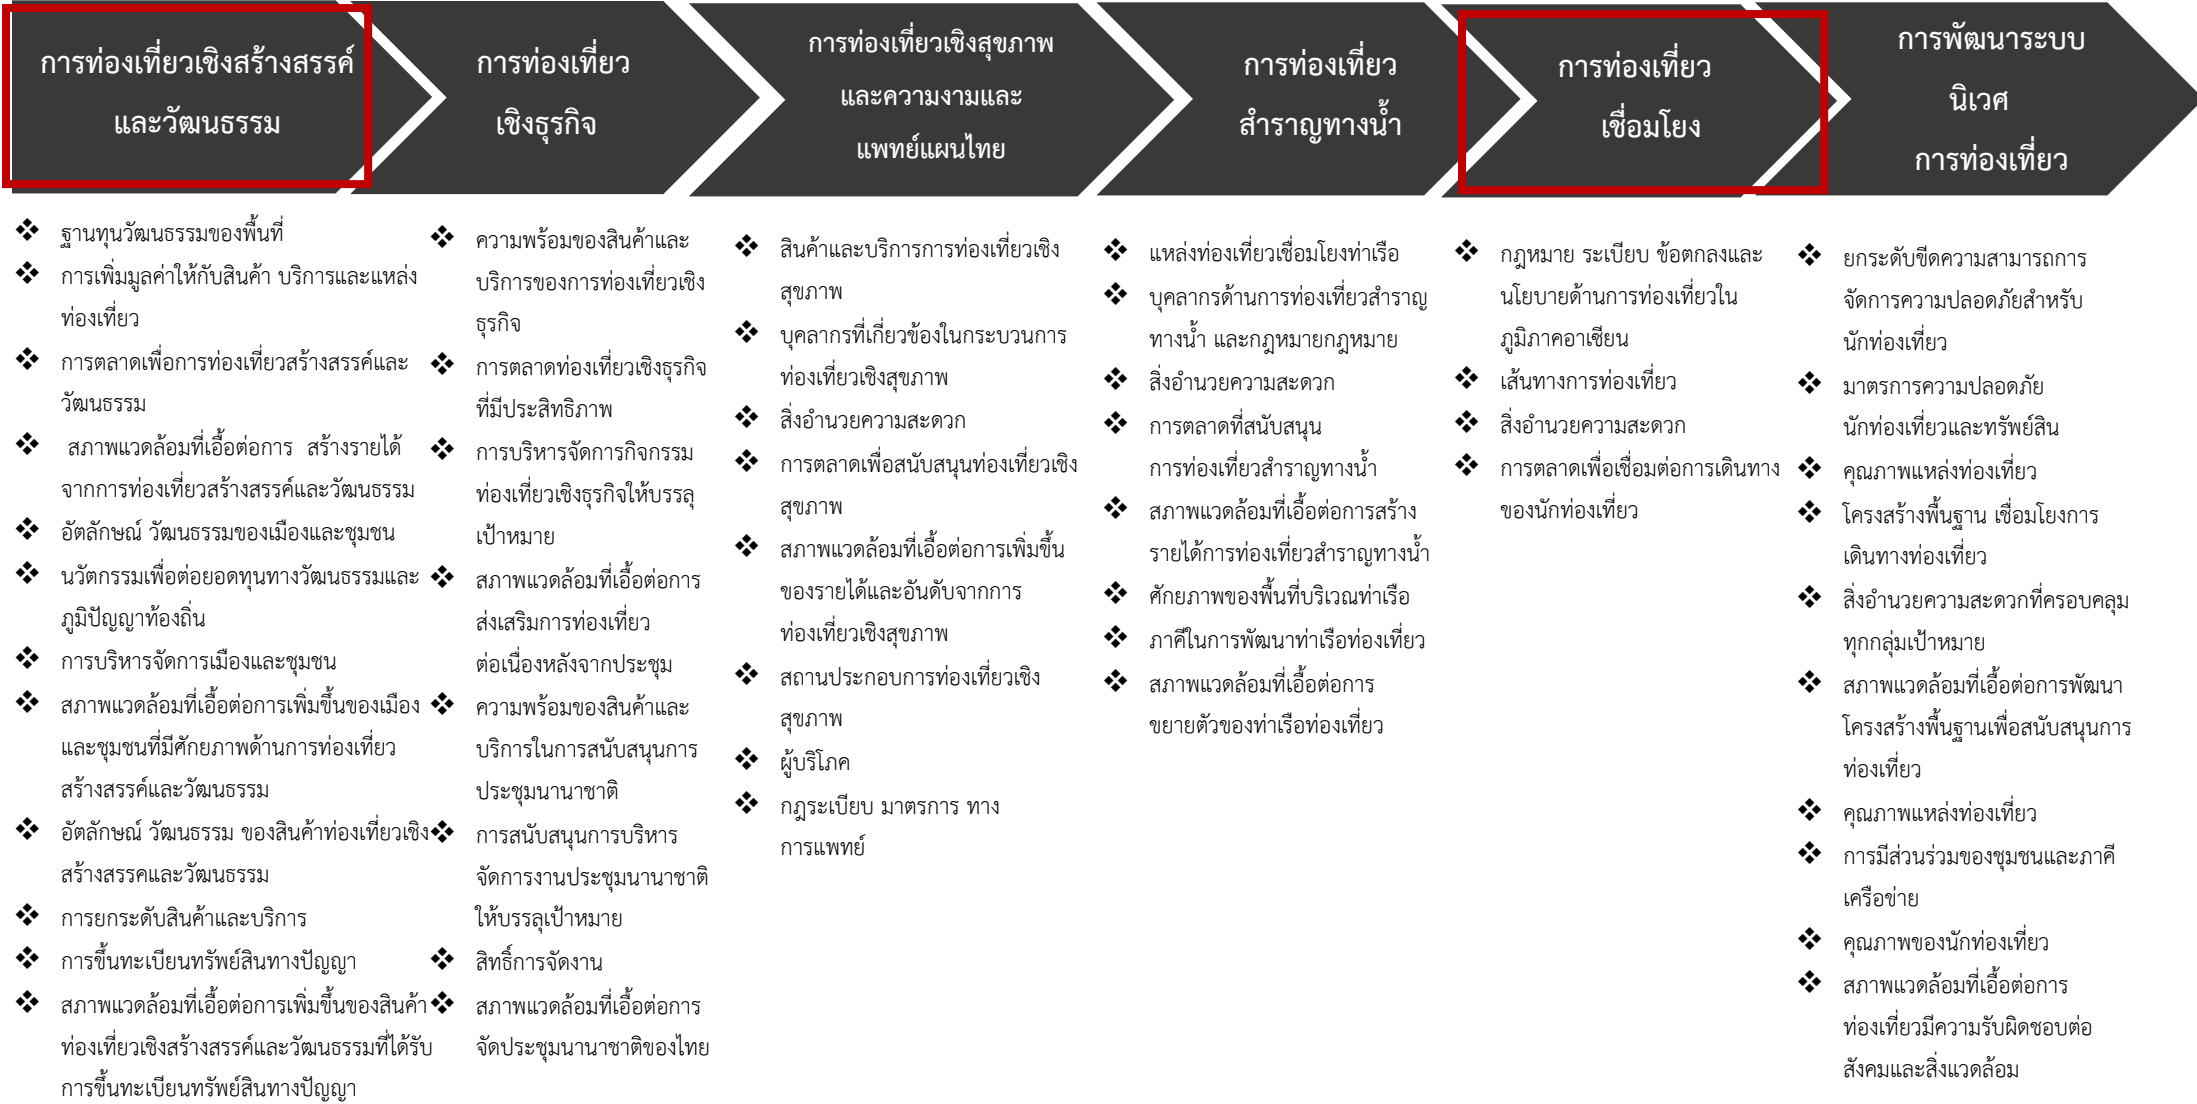 การท่องเที่ยวเชิงสร้างสรรค์
และวัฒนธรรม
การท่องเที่ยว
เชิงธุรกิจ
การท่องเที่ยวเชิงสุขภาพ
และความงามและ
แพทย์แผนไทย
การท่องเที่ยว
สำราญทางน้ำ
การท่องเที่ยว
เชื่อมโยง
การพัฒนาระบบ
นิเวศ
การท่องเที่ยว
❖ ฐานทุนวัฒนธรรมของพื้นที่
❖ การเพิ่มมูลค่าให้กับสินค้า บริการและแหล่ง
ท่องเที่ยว
❖ การตลาดเพื่อการท่องเที่ยวสร้างสรรค์และ
วัฒนธรรม
❖ สภาพแวดล้อมที่เอื้อต่อการ สร้างรายได้
จากการท่องเที่ยวสร้างสรรค์และวัฒนธรรม
❖ อัตลักษณ์ วัฒนธรรมของเมืองและชุมชน
❖ นวัตกรรมเพื่อต่อยอดทุนทางวัฒนธรรมและ
ภูมิปัญญาท้องถิ่น
❖ การบริหารจัดการเมืองและชุมชน
❖ สภาพแวดล้อมที่เอื้อต่อการเพิ่มขึ้นของเมือง
และชุมชนที่มีศักยภาพด้านการท่องเที่ยว
สร้างสรรค์และวัฒนธรรม
❖ อัตลักษณ์ วัฒนธรรม ของสินค้าท่องเที่ยวเชิง
สร้างสรรคและวัฒนธรรม
❖ การยกระดับสินค้าและบริการ
❖ การขึ้นทะเบียนทรัพย์สินทางปัญญา
❖ สภาพแวดล้อมที่เอื้อต่อการเพิ่มขึ้นของสินค้า
ท่องเที่ยวเชิงสร้างสรรค์และวัฒนธรรมที่ได้รับ
การขึ้นทะเบียนทรัพย์สินทางปัญญา
❖ ความพร้อมของสินค้าและ
บริการของการท่องเที่ยวเชิง
ธุรกิจ
❖ การตลาดท่องเที่ยวเชิงธุรกิจ
ที่มีประสิทธิภาพ
❖ การบริหารจัดการกิจกรรม
ท่องเที่ยวเชิงธุรกิจให้บรรลุ
เป้าหมาย
❖ สภาพแวดล้อมที่เอื้อต่อการ
ส่งเสริมการท่องเที่ยว
ต่อเนื่องหลังจากประชุม
❖ ความพร้อมของสินค้าและ
บริการในการสนับสนุนการ
ประชุมนานาชาติ
❖ การสนับสนุนการบริหาร
จัดการงานประชุมนานาชาติ
ให้บรรลุเป้าหมาย
❖ สิทธิ์การจัดงาน
❖ สภาพแวดล้อมที่เอื้อต่อการ
จัดประชุมนานาชาติของไทย
❖ สินค้าและบริการการท่องเที่ยวเชิง
สุขภาพ
❖ บุคลากรที่เกี่ยวข้องในกระบวนการ
ท่องเที่ยวเชิงสุขภาพ
❖ สิ่งอำนวยความสะดวก
❖ การตลาดเพื่อสนับสนุนท่องเที่ยวเชิง
สุขภาพ
❖ สภาพแวดล้อมที่เอื้อต่อการเพิ่มขึ้น
ของรายได้และอันดับจากการ
ท่องเที่ยวเชิงสุขภาพ
❖ สถานประกอบการท่องเที่ยวเชิง
สุขภาพ
❖ ผู้บริโภค
❖ กฎระเบียบ มาตรการ ทาง
การแพทย์
❖ แหล่งท่องเที่ยวเชื่อมโยงท่าเรือ
❖ บุคลากรด้านการท่องเที่ยวสำราญ
ทางน้ำ และกฎหมายกฎหมาย
❖ สิ่งอำนวยความสะดวก
❖ การตลาดที่สนับสนุน
การท่องเที่ยวสำราญทางน้ำ
❖ สภาพแวดล้อมที่เอื้อต่อการสร้าง
รายได้การท่องเที่ยวสำราญทางน้ำ
❖ ศักยภาพของพื้นที่บริเวณท่าเรือ
❖ ภาคีในการพัฒนาท่าเรือท่องเที่ยว
❖ สภาพแวดล้อมที่เอื้อต่อการ
ขยายตัวของท่าเรือท่องเที่ยว
❖ กฎหมาย ระเบียบ ข้อตกลงและ
นโยบายด้านการท่องเที่ยวใน
ภูมิภาคอาเซียน
❖ เส้นทางการท่องเที่ยว
❖ สิ่งอำนวยความสะดวก
❖ การตลาดเพื่อเชื่อมต่อการเดินทาง
ของนักท่องเที่ยว
❖ ยกระดับขีดความสามารถการ
จัดการความปลอดภัยสำหรับ
นักท่องเที่ยว
❖ มาตรการความปลอดภัย
นักท่องเที่ยวและทรัพย์สิน
❖ คุณภาพแหล่งท่องเที่ยว
❖ โครงสร้างพื้นฐาน เชื่อมโยงการ
เดินทางท่องเที่ยว
❖ สิ่งอำนวยความสะดวกที่ครอบคลุม
ทุกกลุ่มเป้าหมาย
❖ สภาพแวดล้อมที่เอื้อต่อการพัฒนา
โครงสร้างพื้นฐานเพื่อสนับสนุนการ
ท่องเที่ยว
❖ คุณภาพแหล่งท่องเที่ยว
❖ การมีส่วนร่วมของชุมชนและภาคี
เครือข่าย
❖ คุณภาพของนักท่องเที่ยว
❖ สภาพแวดล้อมที่เอื้อต่อการ
ท่องเที่ยวมีความรับผิดชอบต่อ
สังคมและสิ่งแวดล้อม